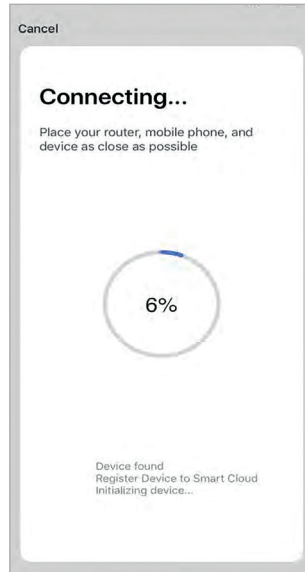 Cancel
Connecting...
Place your router, mobile phone, and
device as close as possible
6%
Device found
Register Device to Smart Cloud
Initializing device...